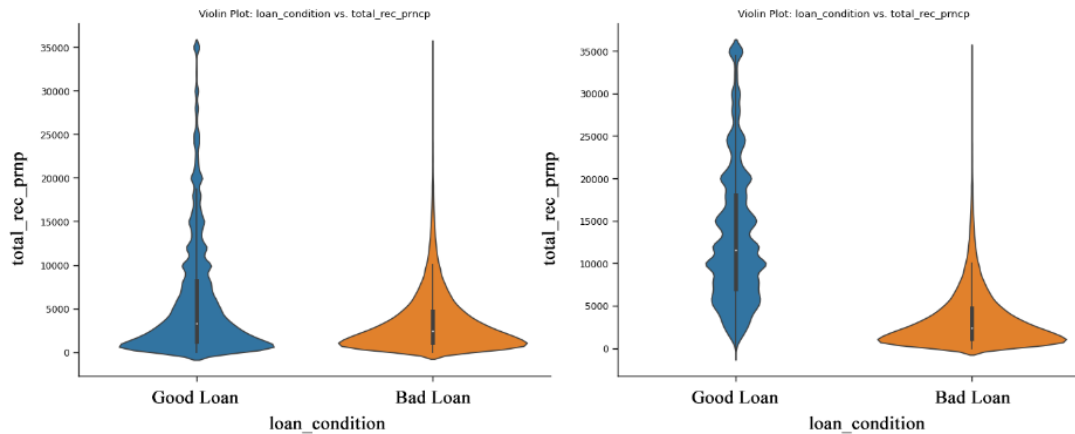 Violin Plot: loan_condition vs. total_rec_prncp
35000
30000
25000
20000
15000
10000
5000
0
total_rec_prnp
Good Loan
Bad Loan
loan_condition
Violin Plot: loan_condition vs. total_rec_prncp
35000
30000
25000
20000
15000
10000
5000
0
total_rec_prnp
Good Loan
Bad Loan
loan_condition